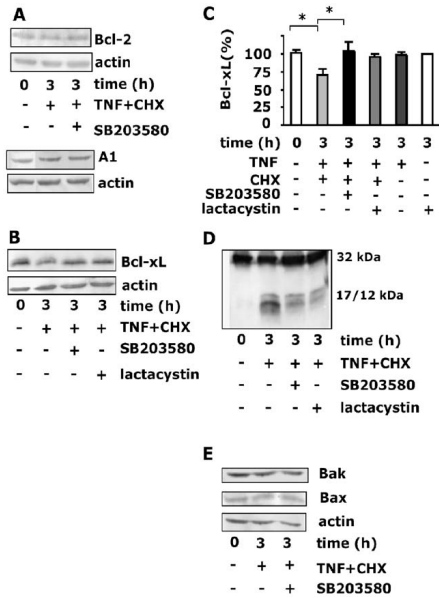 A
Bcl-2
actin
0 3 3 time (h)
- + + TNF+CHX
- - + SB203580
A1
actin
B
Bcl-xL
actin
0 3 3 3 time (h)
- + + + TNF+CHX
- - + - SB203580
- - - + lactacystin
C
Bcl-xL(%)
* *
100
75
50
25
0
time (h) 0 3 3 3 3 3
TNF - + + + + -
CHX - + + + - -
SB203580 - - + - - -
lactacystin - - - + - +
D
32 kDa
17/12 kDa
0 3 3 3 time (h)
- + + + TNF+CHX
- - + - SB203580
- - - + lactacystin
E
Bak
Bax
actin
0 3 3 time (h)
- + + TNF+CHX
- - + SB203580